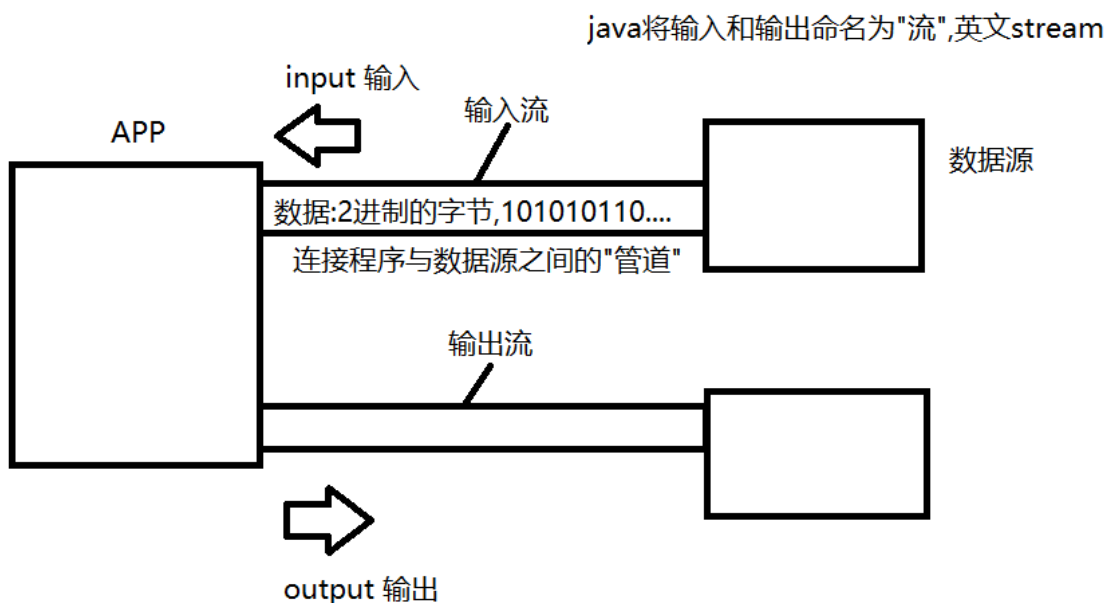 java将输入和输出命名为"流",英文stream
input 输入
输入流
APP
数据源
数据:2进制的字节,101010110....
连接程序与数据源之间的"管道"
输出流
output 输出